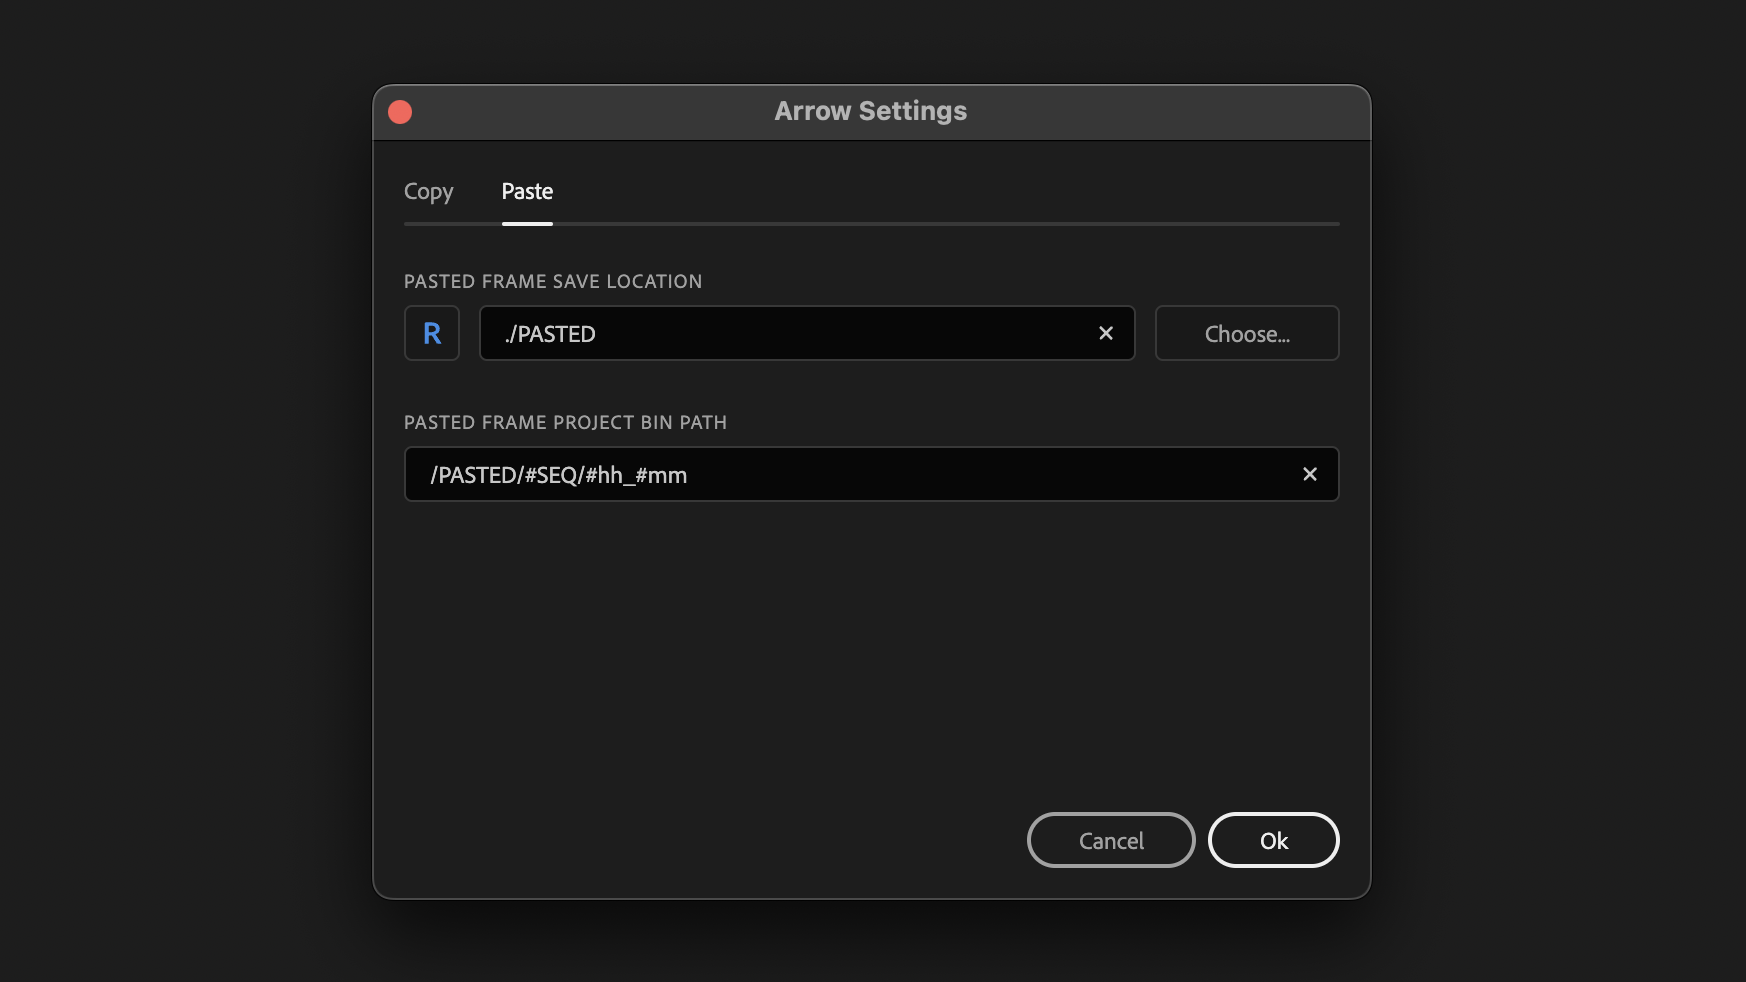 Arrow Settings
Copy Paste
PASTED FRAME SAVE LOCATION
R ./PASTED × Choose...
PASTED FRAME PROJECT BIN PATH
/PASTED/#SEQ/#hh_#mm ×
Cancel Ok